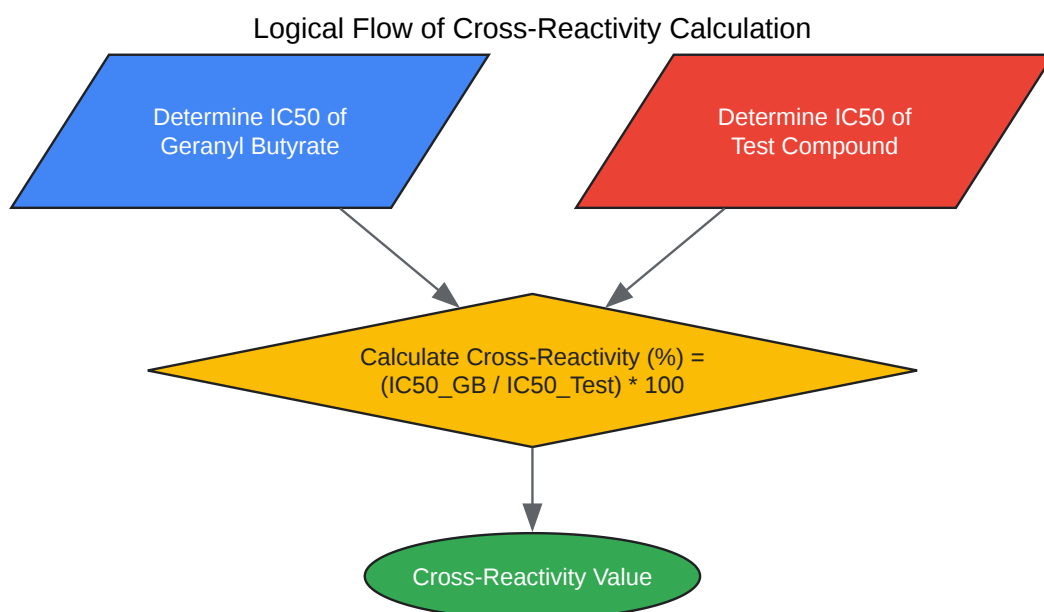 Logical Flow of Cross-Reactivity Calculation
Determine IC50 of
Geranyl Butyrate
Determine IC50 of
Test Compound
Calculate Cross-Reactivity (%) =
(IC50_GB / IC50_Test) * 100
Cross-Reactivity Value